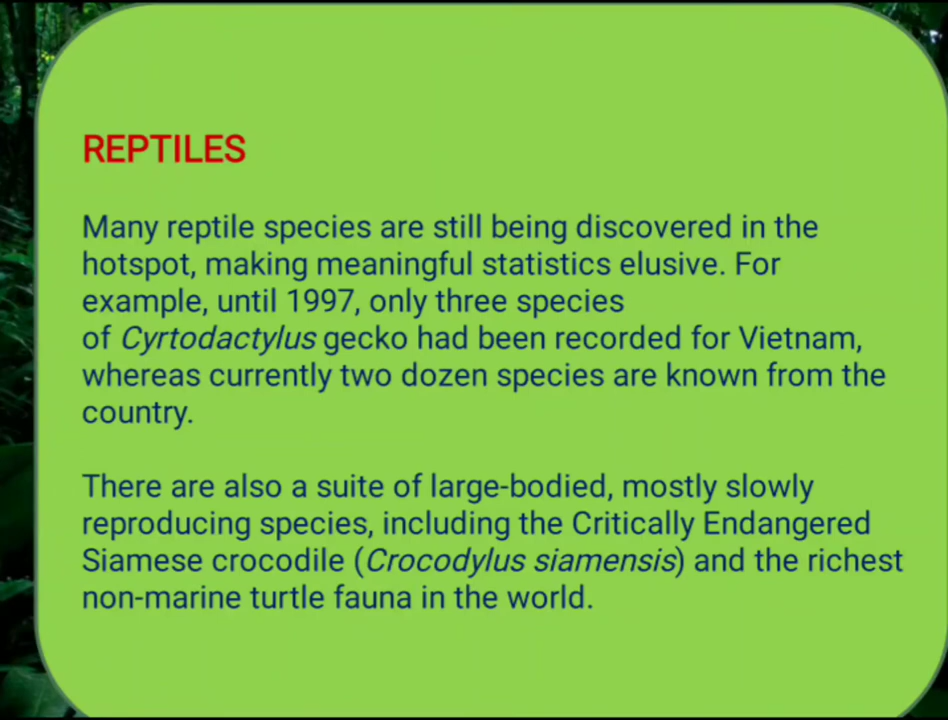 REPTILES
Many reptile species are still being discovered in the
hotspot, making meaningful statistics elusive. For
example, until 1997, only three species
of Cyrtodactylus gecko had been recorded for Vietnam,
whereas currently two dozen species are known from the
country.
There are also a suite of large-bodied, mostly slowly
reproducing species, including the Critically Endangered
Siamese crocodile (Crocodylus siamensis) and the richest
non-marine turtle fauna in the world.